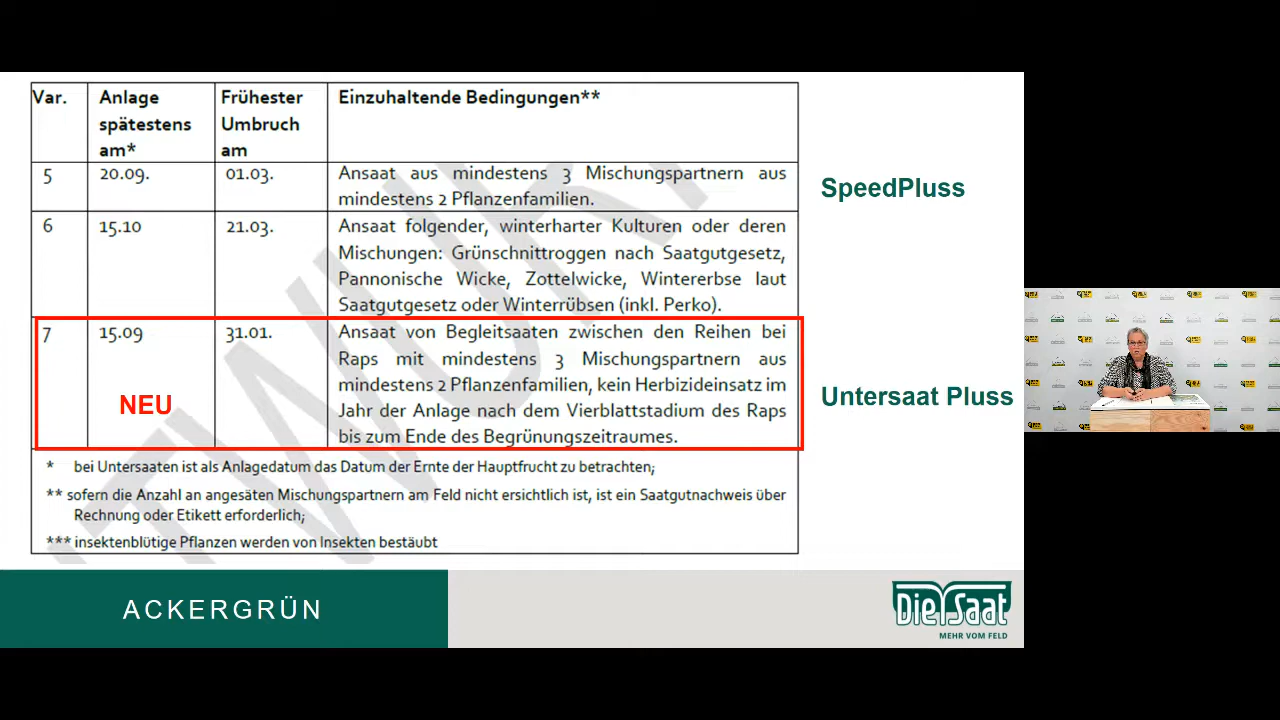 Var.
Anlage spätestens am*
Frühester Umbruch am
Einzuhaltende Bedingungen**
5
20.09.
01.03.
Ansaat aus mindestens 3 Mischungspartnern aus
mindestens 2 Pflanzenfamilien.
SpeedPluss
6
15.10
21.03.
Ansaat folgender, winterharter Kulturen oder deren
Mischungen: Grünschnittroggen nach Saatgutgesetz,
Pannonische Wicke, Zottelwicke, Wintererbse laut
Saatgutgesetz oder Winterrübsen (inkl. Perko).
7
15.09
31.01.
NEU
Ansaat von Begleitsaaten zwischen den Reihen bei
Raps mit mindestens 3 Mischungspartnern aus
mindestens 2 Pflanzenfamilien, kein Herbizideinsatz im
Jahr der Anlage nach dem Vierblattstadium des Raps
bis zum Ende des Begrünungszeitraumes.
Untersaat Pluss
* bei Untersaaten ist als Anlagedatum das Datum der Ernte der Hauptfrucht zu betrachten;
** sofern die Anzahl an angesäten Mischungspartnern am Feld nicht ersichtlich ist, ist ein Saatgutnachweis über
Rechnung oder Etikett erforderlich;
*** insektenblütige Pflanzen werden von Insekten bestäubt
ACKERGRÜN
Die Saat
MEHR VOM FELD